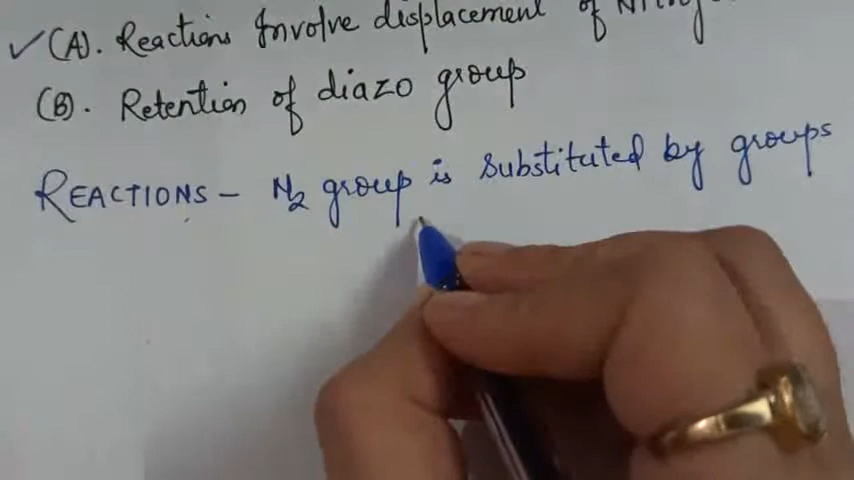 ✓(A). Reactions Involve displacement of
(B). Retention of diazo group
REACTIONS - N2 group is substituted by groups